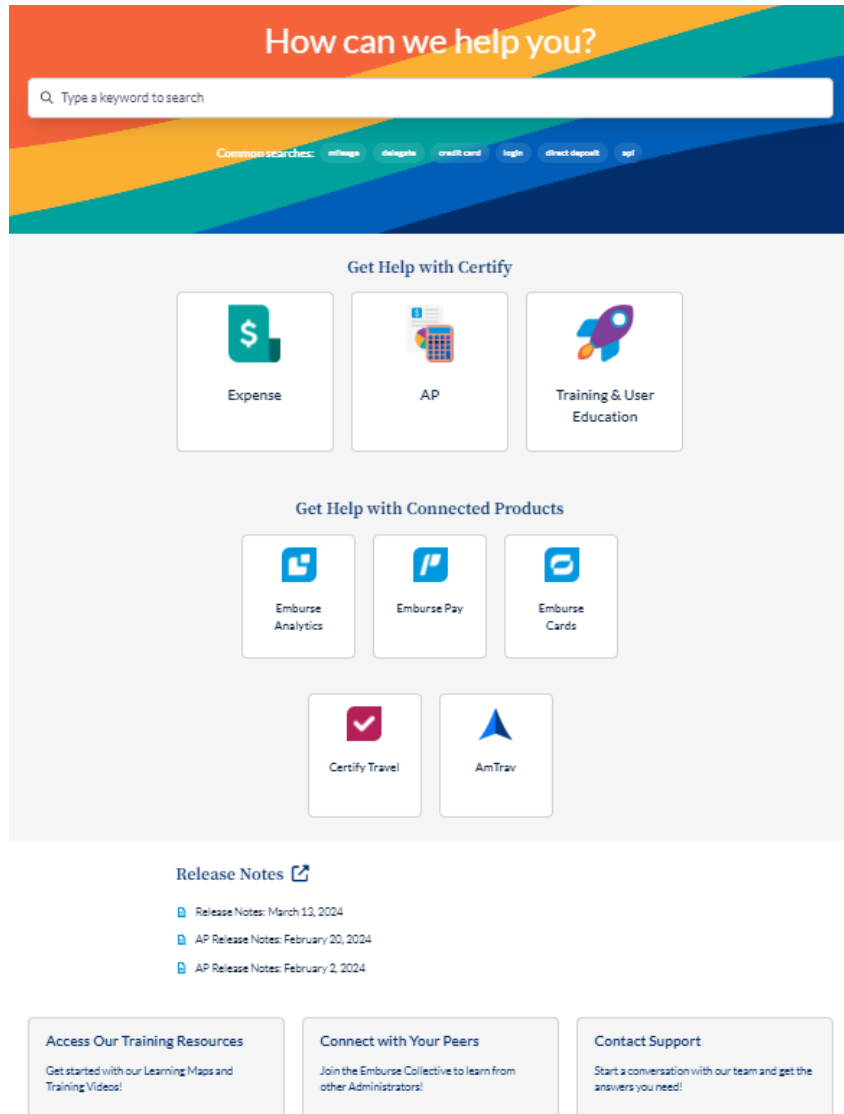 How can we help you?
Type a keyword to search
Common searches: mileage delegate credit card login direct deposit api
Get Help with Certify
$
$
Expense
AP
Training & User
Education
Get Help with Connected Products
Emburse
Analytics
Emburse Pay
Emburse
Cards
Certify Travel
AmTrav
Release Notes
Release Notes: March 13, 2024
AP Release Notes: February 20, 2024
AP Release Notes: February 2, 2024
Access Our Training Resources
Get started with our Learning Maps and
Training Videos!
Connect with Your Peers
Join the Emburse Collective to learn from
other Administrators!
Contact Support
Start a conversation with our team and get the
answers you need!